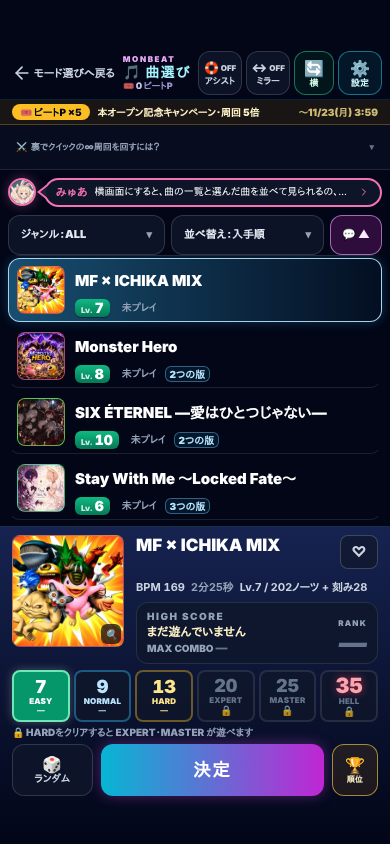 MONBEAT
← モード選びへ戻る
🎵 曲選び
🎟️ 0 ビートP
🛟 OFF
アシスト
↔ OFF
ミラー
🔄
横
⚙️
設定
🎟️ ビートP ×5 本オープン記念キャンペーン・周回 5倍 〜11/23(月) 3:59
⚔️ 裏でクイックの∞周回を回すには? ▼
みゅあ 横画面にすると、曲の一覧と選んだ曲を並べて見られるの、… 〉
ジャンル:ALL ▼
並べ替え:入手順 ▼
💬 ▲
MF × ICHIKA MIX
Lv. 7 未プレイ
Monster Hero
Lv. 8 未プレイ 2つの版
SIX ÉTERNEL —愛はひとつじゃない—
Lv. 10 未プレイ 2つの版
Stay With Me 〜Locked Fate〜
Lv. 6 未プレイ 3つの版
MF × ICHIKA MIX
BPM 169 2分25秒 Lv.7 / 202ノーツ + 刻み28
HIGH SCORE
まだ遊んでいません
MAX COMBO —
RANK
—
7
EASY
—
9
NORMAL
—
13
HARD
—
20
EXPERT
🔒
25
MASTER
🔒
35
HELL
🔒
🔒 HARDをクリアすると EXPERT・MASTER が遊べます
🎲
ランダム
決定
🏆
順位